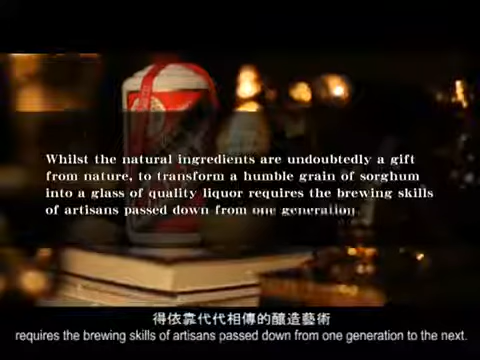 Whilst the natural ingredients are undoubtedly a gift
from nature, to transform a humble grain of sorghum
into a glass of quality liquor requires the brewing skills
of artisans passed down from one generation
得依靠代代相傳的釀造藝術
requires the brewing skills of artisans passed down from one generation to the next.